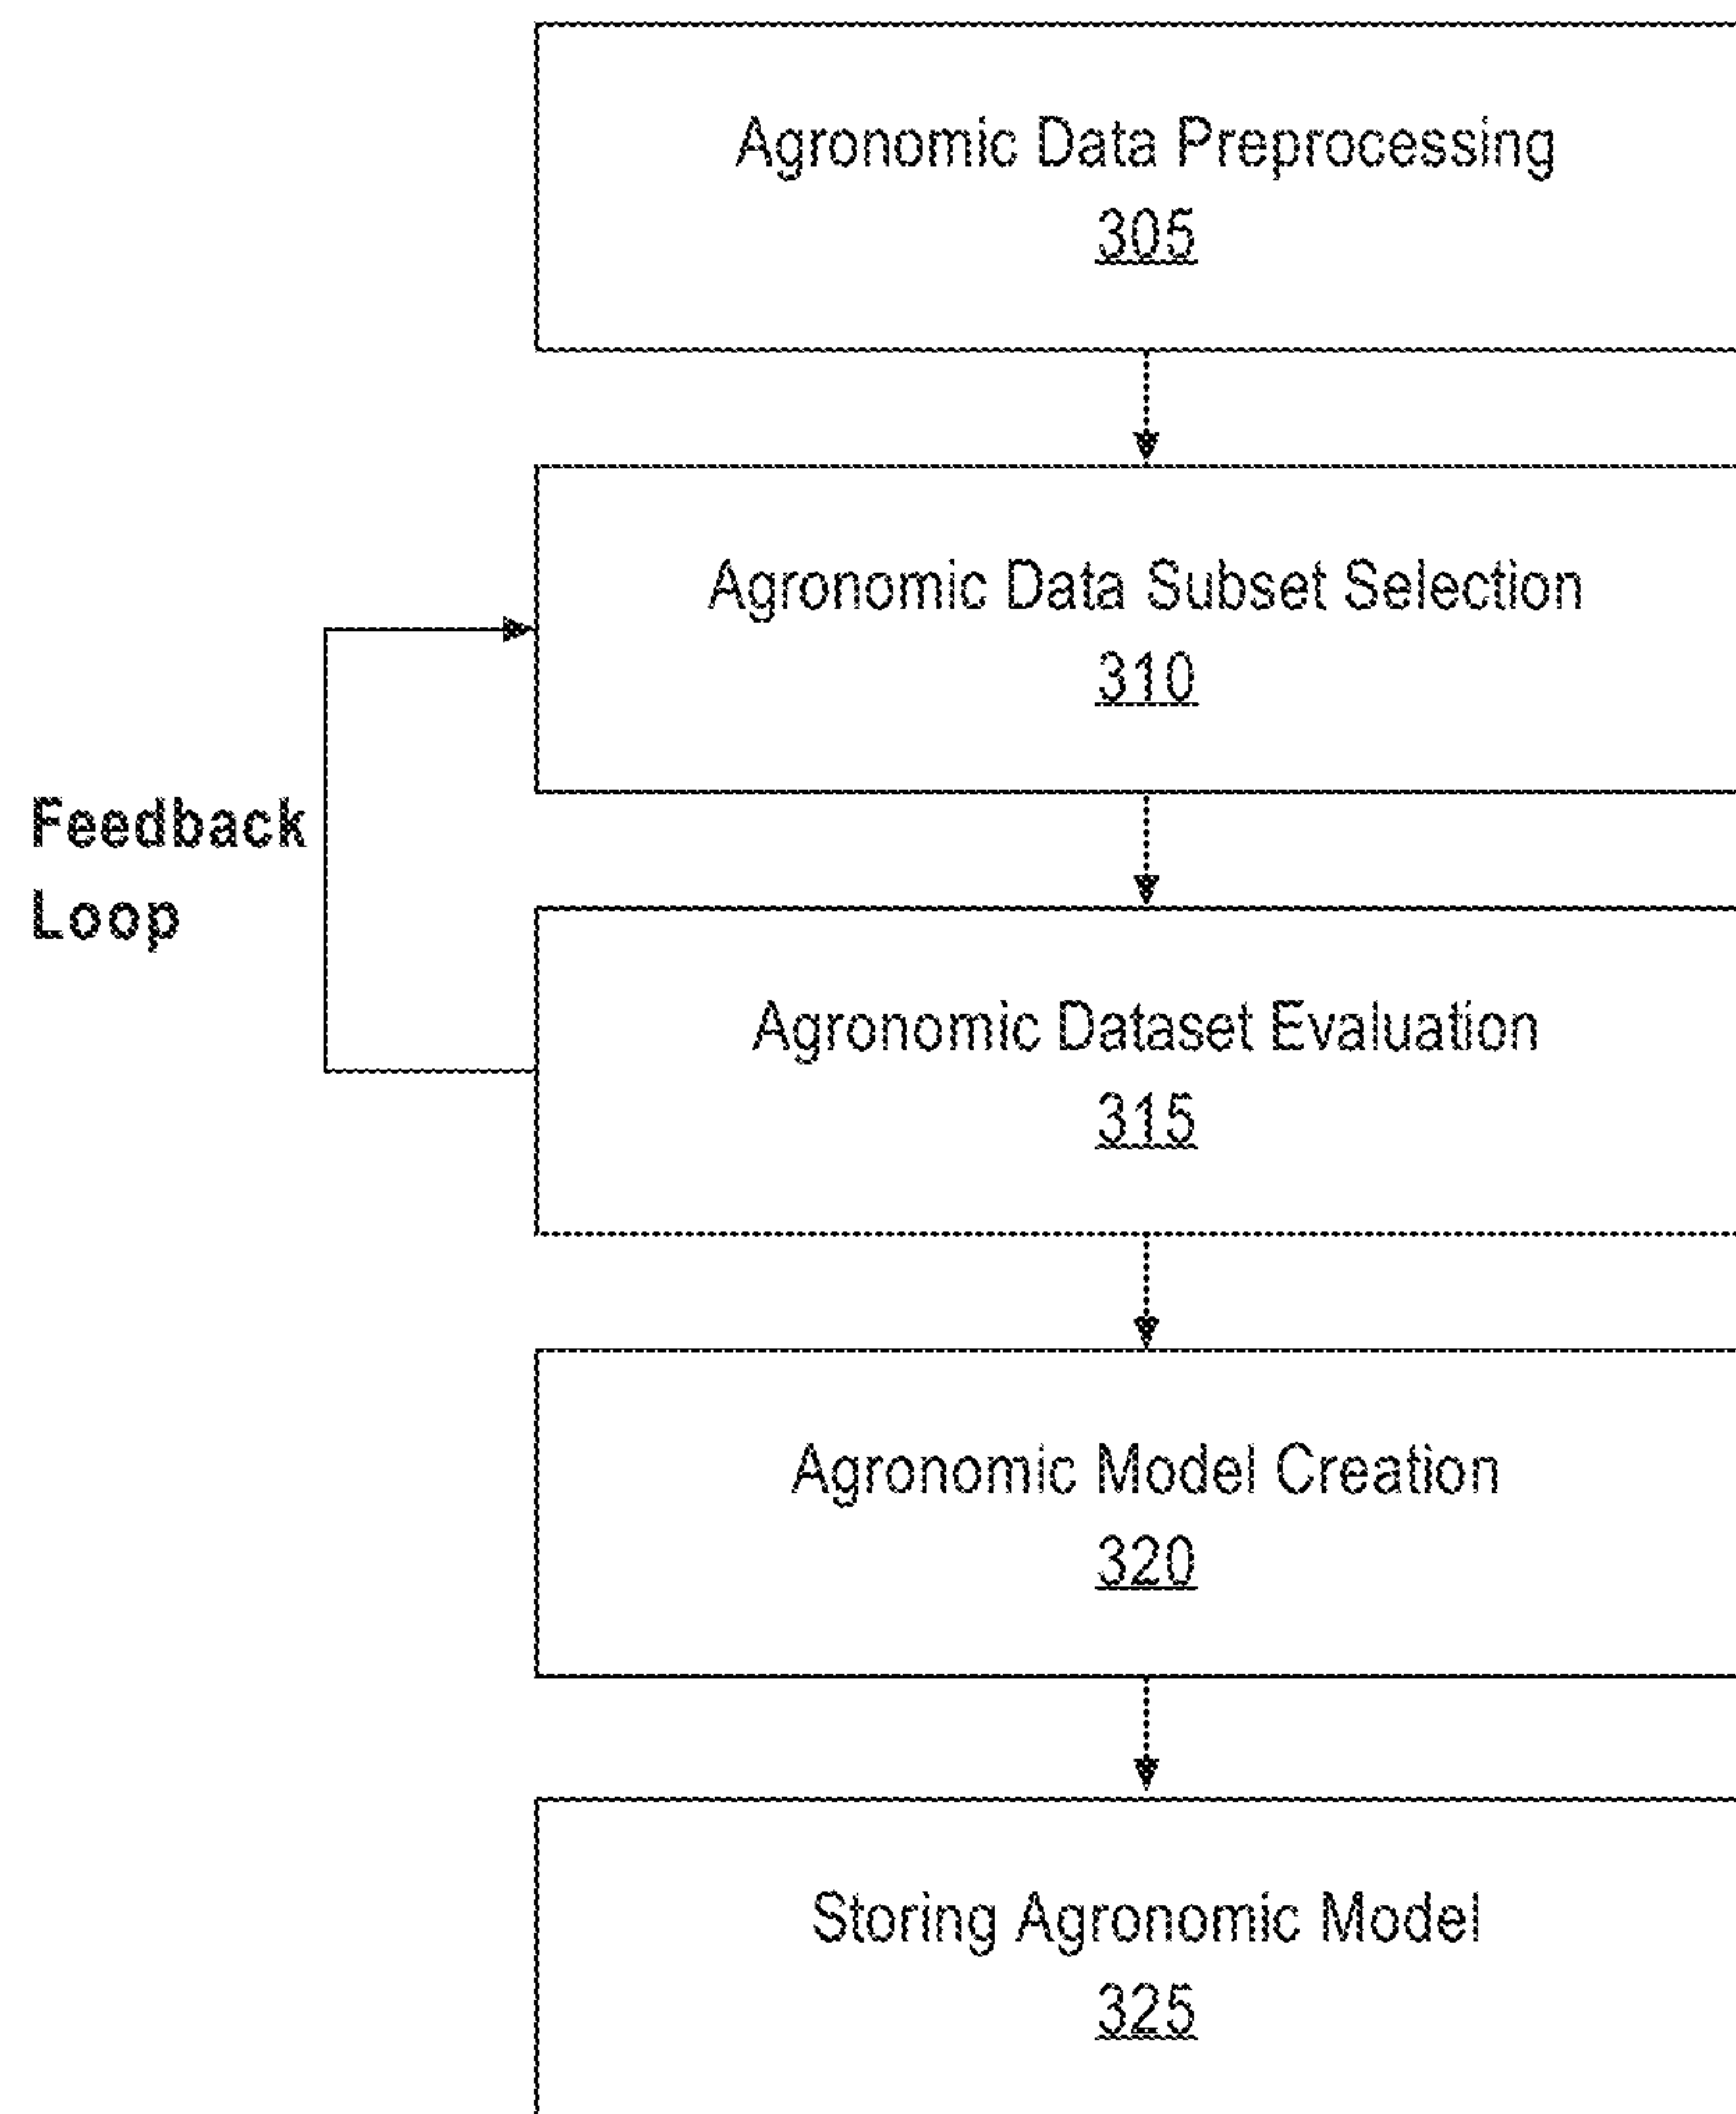 Agronomic Data Preprocessing
305
Agronomic Data Subset Selection
310
Feedback
Loop
Agronomic Dataset Evaluation
315
Agronomic Model Creation
320
Storing Agronomic Model
325